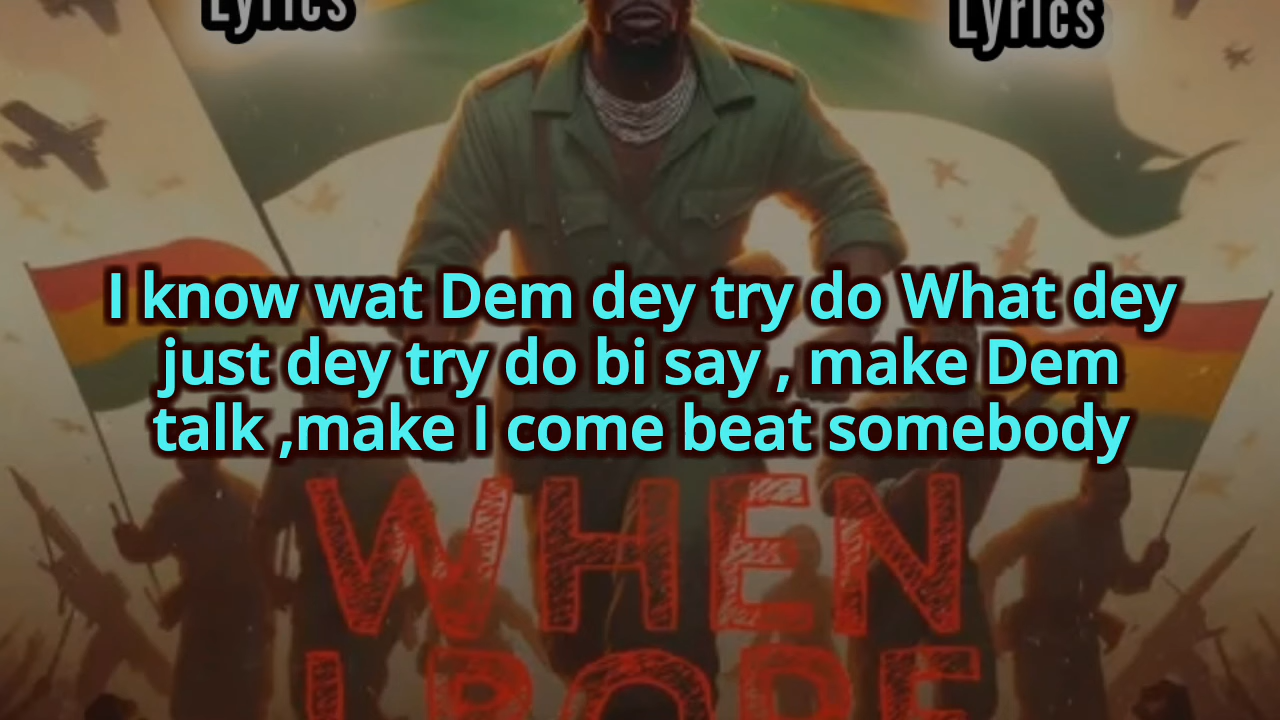 Lyrics Lyrics
I know wat Dem dey try do What dey
just dey try do bi say , make Dem
talk ,make I come beat somebody
WHEN